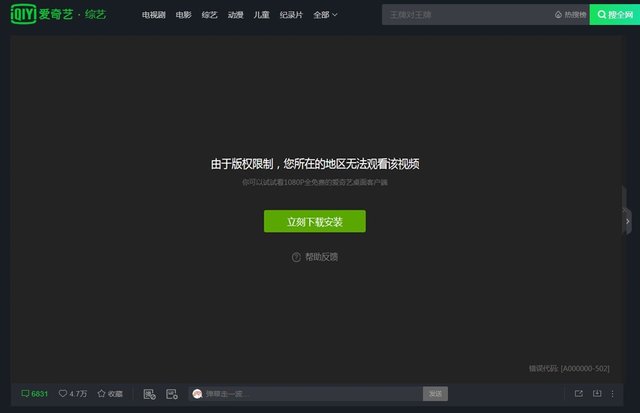 iQIYI 爱奇艺·综艺
电视剧 电影 综艺 动漫 儿童 纪录片 全部
王牌对王牌 热搜榜 搜全网
由于版权限制，您所在的地区无法观看该视频
你可以试试看1080P全免费的爱奇艺桌面客户端
立刻下载安装
帮助反馈
错误代码: [A000000-502]
6831 4.7万 收藏 弹 弹幕走一波... 发送